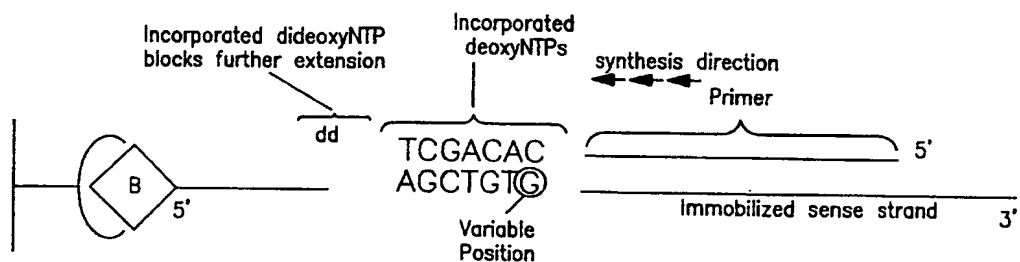 Incorporated dideoxyNTP
blocks further extension
Incorporated
deoxyNTPs
synthesis direction
Primer
dd
TCGACAC
5'
B
AGCTGTG
5'
Immobilized sense strand
3'
Variable
Position